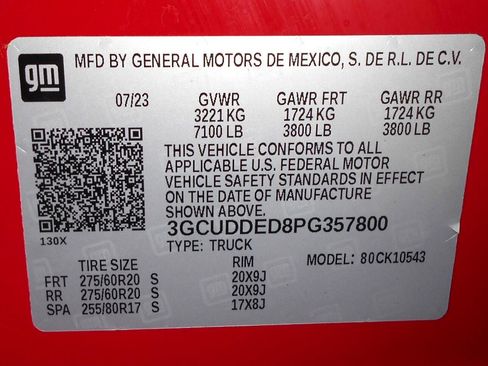 gm MFD BY GENERAL MOTORS DE MEXICO, S. DE R.L. DE C.V.
07/23 GVWR GAWR FRT GAWR RR
3221 KG 1724 KG 1724 KG
7100 LB 3800 LB 3800 LB
THIS VEHICLE CONFORMS TO ALL
APPLICABLE U.S. FEDERAL MOTOR
VEHICLE SAFETY STANDARDS IN EFFECT
ON THE DATE OF MANUFACTURE
SHOWN ABOVE.
3GCUDDED8PG357800
130X
TYPE: TRUCK MODEL: 80CK10543
TIRE SIZE RIM
FRT 275/60R20 S 20X9J
RR 275/60R20 S 20X9J
SPA 255/80R17 S 17X8J